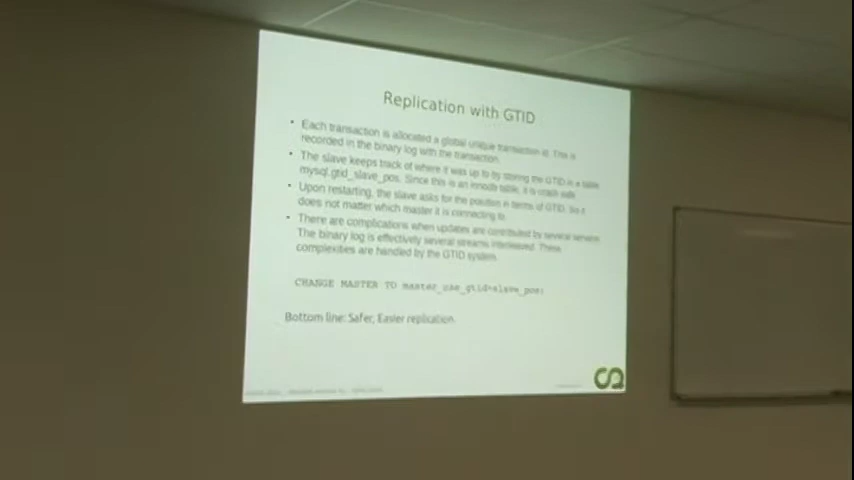 Replication with GTID
• Each transaction is allocated a global unique transaction id. This is
recorded in the binary log with the transaction.
• The slave keeps track of where it was up to by storing the GTID in a table
mysql.gtid_slave_pos. Since this is an innodb table, it is crash safe.
• Upon restarting, the slave asks for the position in terms of GTID. So it
does not matter which master it is connecting to.
• There are complications when updates are contributed by several servers.
The binary log is effectively several streams interleaved. These
complexities are handled by the GTID system.
CHANGE MASTER TO master_use_gtid=slave_pos;
Bottom line: Safer, Easier replication.